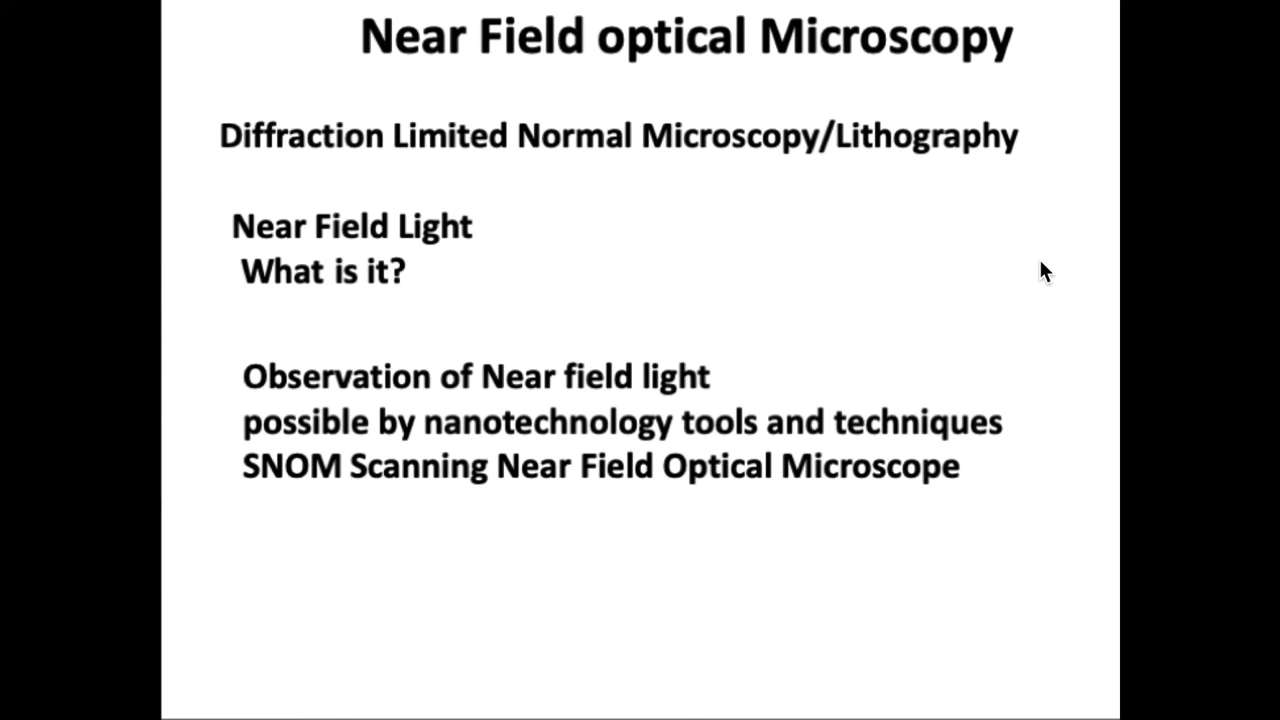 Near Field optical Microscopy
Diffraction Limited Normal Microscopy/Lithography
Near Field Light
What is it?
Observation of Near field light
possible by nanotechnology tools and techniques
SNOM Scanning Near Field Optical Microscope